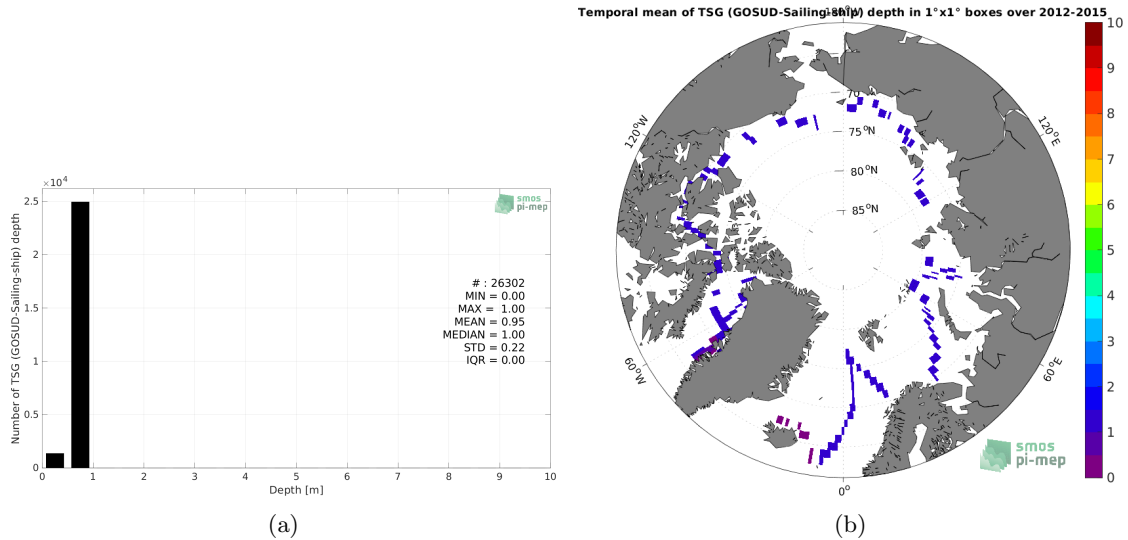 ×10⁴
2.5
2
1.5
1
0.5
0
Number of TSG (GOSUD-Sailing-ship) depth
0 1 2 3 4 5 6 7 8 9 10
Depth [m]
smos
pi-mep
# : 26302
MIN = 0.00
MAX = 1.00
MEAN = 0.95
MEDIAN = 1.00
STD = 0.22
IQR = 0.00
(a)
Temporal mean of TSG (GOSUD-Sailing-ship) depth in 1°x1° boxes over 2012-2015
180°W
120°W
120°E
60°W
60°E
0°
70
75°N
80°N
85°N
10
9
8
7
6
5
4
3
2
1
0
smos
pi-mep
(b)